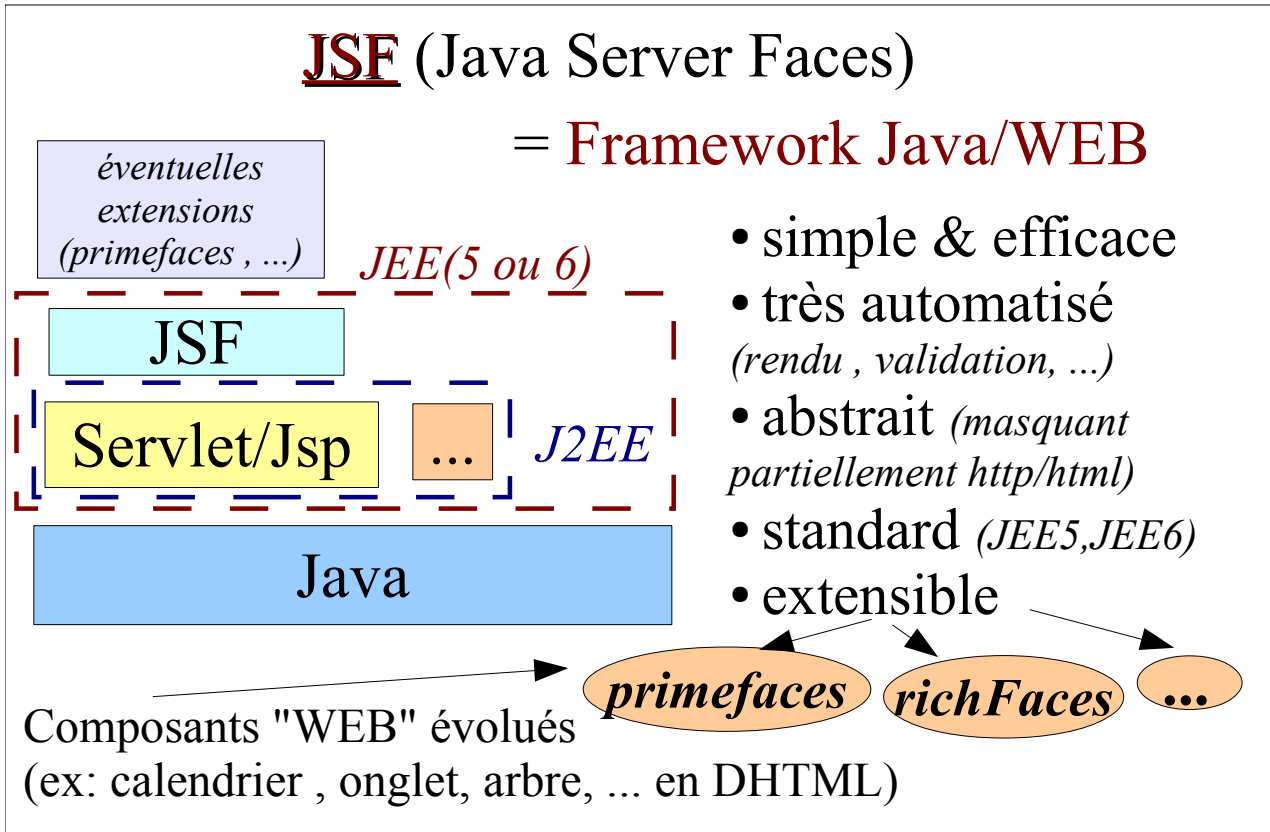 JSF (Java Server Faces)
= Framework Java/WEB
éventuelles
extensions
(primefaces , ...)
JEE(5 ou 6)
JSF
Servlet/Jsp
...
J2EE
Java
• simple & efficace
• très automatisé
(rendu , validation, ...)
• abstrait (masquant
partiellement http/html)
• standard (JEE5,JEE6)
• extensible
primefaces
richFaces
...
Composants "WEB" évolués
(ex: calendrier , onglet, arbre, ... en DHTML)